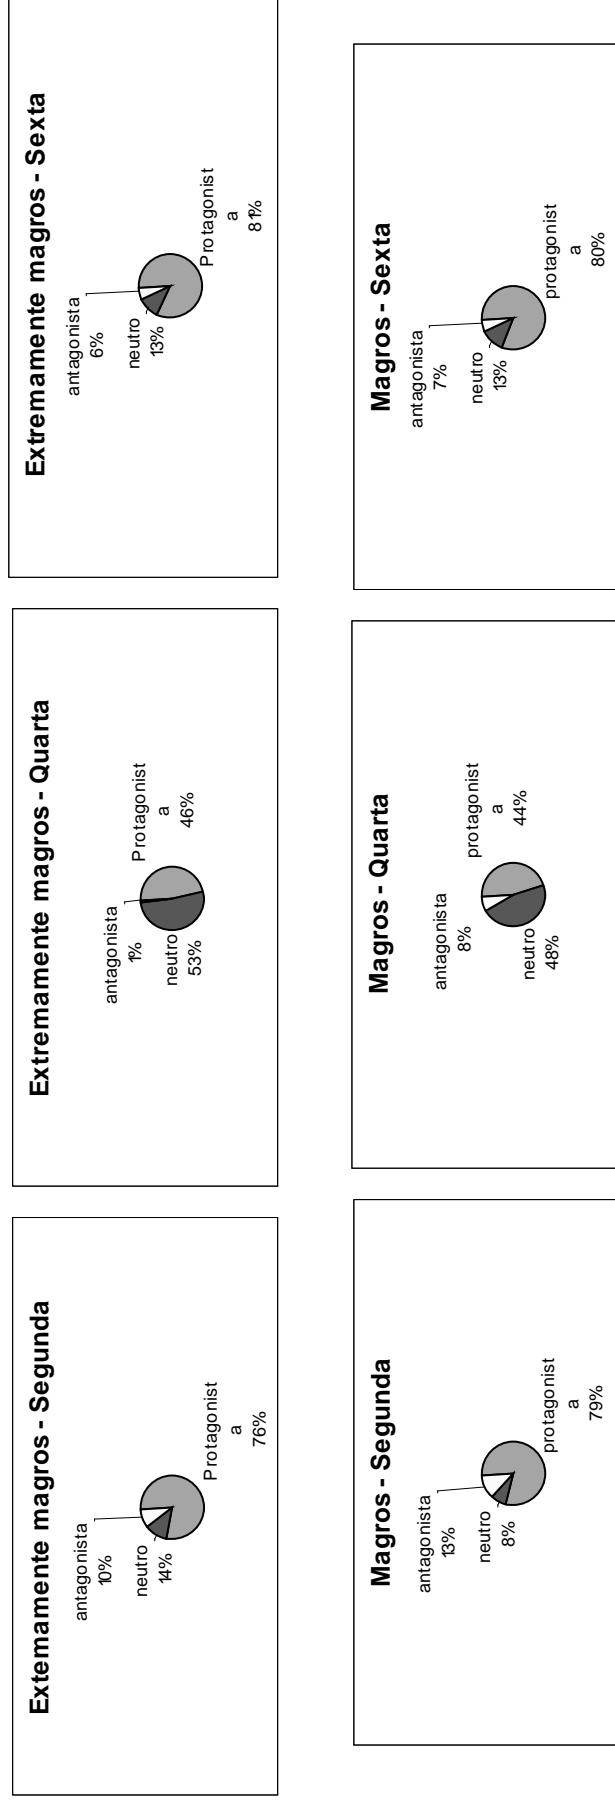 Extemamente magros - Segunda
antagonista
10%
neutro
14%
Protagonist
a
76%
Extremamente magros - Quarta
antagonista
1%
neutro
53%
Protagonist
a
46%
Extremamente magros - Sexta
antagonista
6%
neutro
13%
Protagonist
a
81%
Magros - Segunda
antagonista
13%
neutro
8%
protagonist
a
79%
Magros - Quarta
antagonista
8%
neutro
48%
protagonist
a
44%
Magros - Sexta
antagonista
7%
neutro
13%
protagonist
a
80%